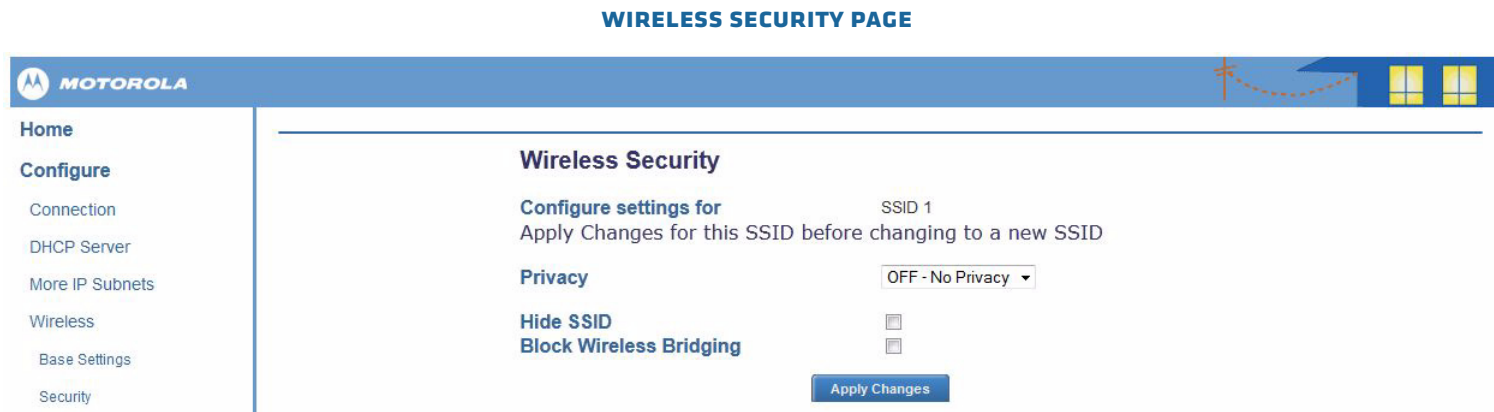 WIRELESS SECURITY PAGE
MOTOROLA
Home
Configure
Connection
DHCP Server
More IP Subnets
Wireless
Base Settings
Security
Wireless Security
Configure settings for SSID 1
Apply Changes for this SSID before changing to a new SSID
Privacy OFF - No Privacy
Hide SSID
Block Wireless Bridging
Apply Changes